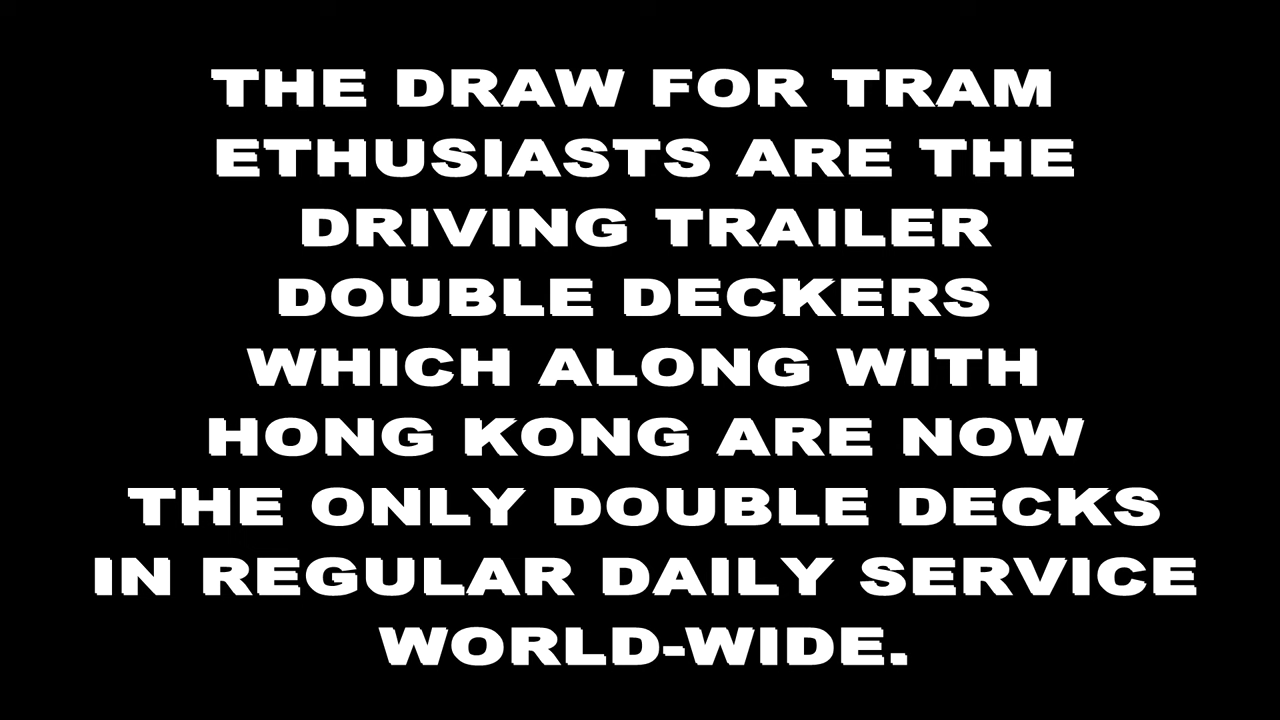 THE DRAW FOR TRAM
ETHUSIASTS ARE THE
DRIVING TRAILER
DOUBLE DECKERS
WHICH ALONG WITH
HONG KONG ARE NOW
THE ONLY DOUBLE DECKS
IN REGULAR DAILY SERVICE
WORLD-WIDE.